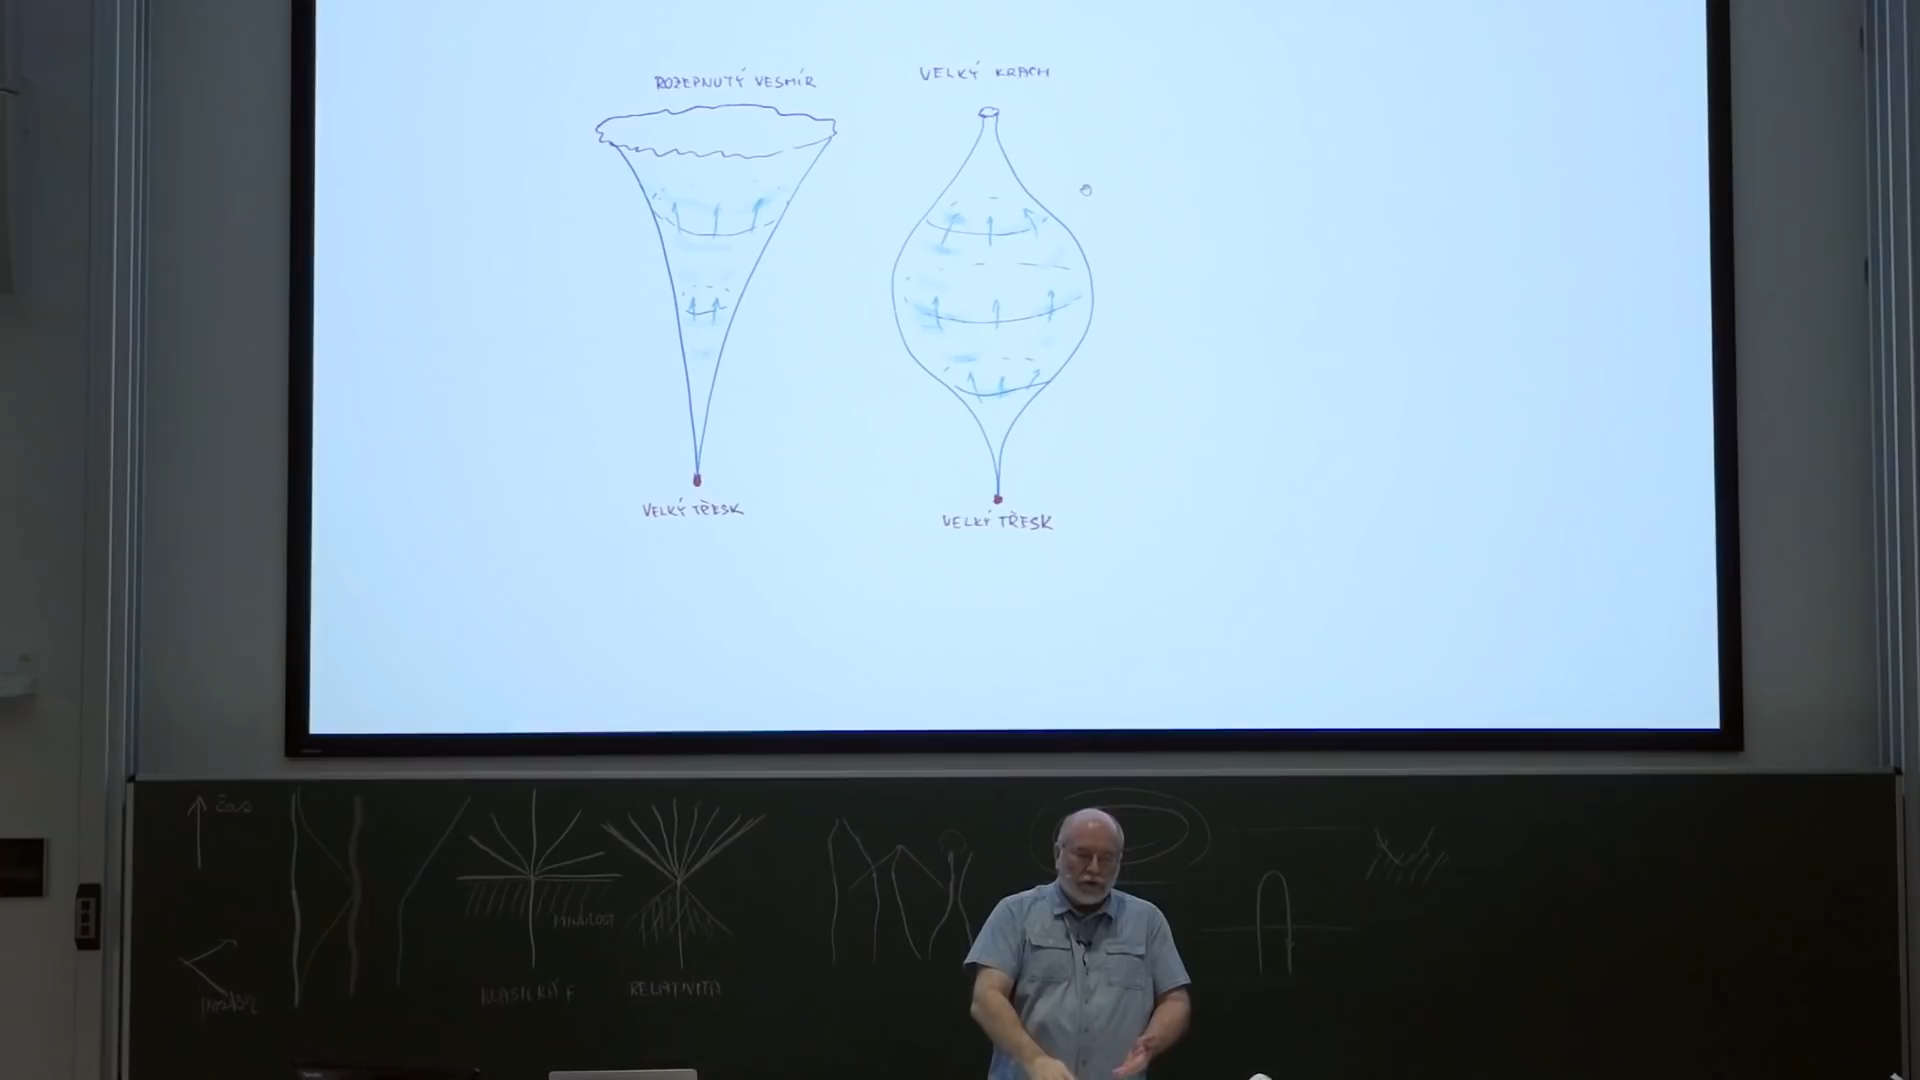 ROZEPNUTÝ VESMÍR
VELKÝ KRACH
VELKÝ TŘESK
VELKÝ TŘESK
čas
MINULOST
KLASICKÁ F
RELATIVITA